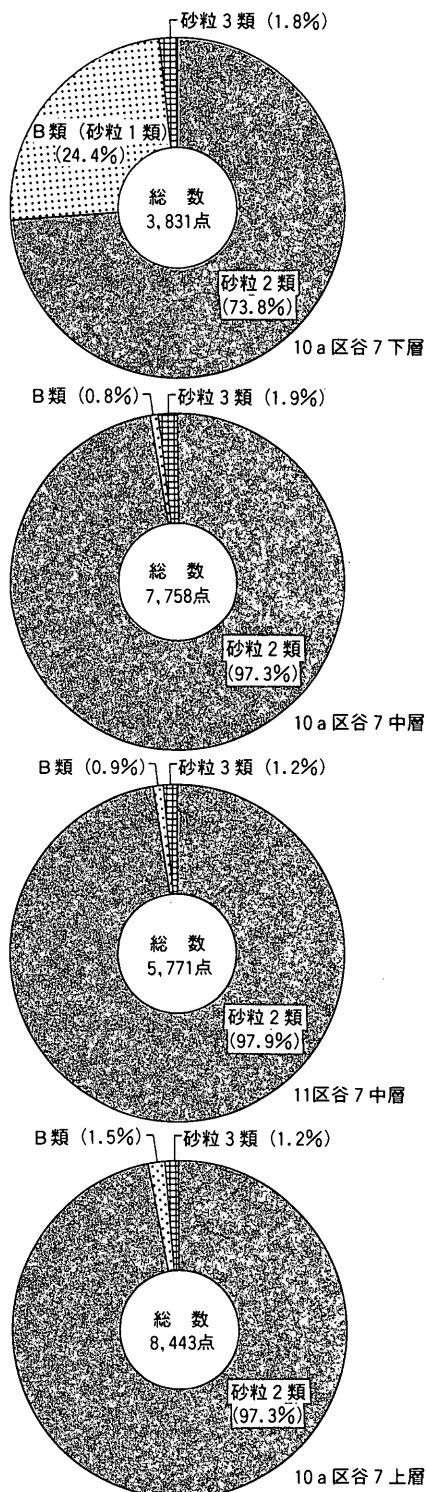 砂粒3類 (1.8%)
B類 (砂粒1類)
(24.4%)
総 数
3,831点
砂粒2類
(73.8%)
10a区谷7下層
B類 (0.8%)
砂粒3類 (1.9%)
総 数
7,758点
砂粒2類
(97.3%)
10a区谷7中層
B類 (0.9%)
砂粒3類 (1.2%)
総 数
5,771点
砂粒2類
(97.9%)
11区谷7中層
B類 (1.5%)
砂粒3類 (1.2%)
総 数
8,443点
砂粒2類
(97.3%)
10a区谷7上層